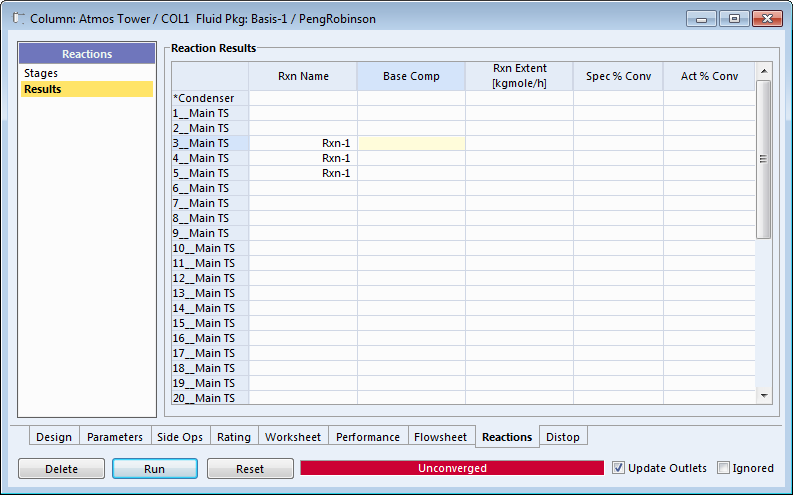 Column: Atmos Tower / COL1 Fluid Pkg: Basis-1 / PengRobinson
Reactions
Stages
Results
Reaction Results
Rxn Name Base Comp Rxn Extent [kgmole/h] Spec % Conv Act % Conv
*Condenser
1__Main TS
2__Main TS
3__Main TS Rxn-1
4__Main TS Rxn-1
5__Main TS Rxn-1
6__Main TS
7__Main TS
8__Main TS
9__Main TS
10__Main TS
11__Main TS
12__Main TS
13__Main TS
14__Main TS
15__Main TS
16__Main TS
17__Main TS
18__Main TS
19__Main TS
20__Main TS
Design Parameters Side Ops Rating Worksheet Performance Flowsheet Reactions Distop
Delete Run Reset Unconverged Update Outlets Ignored